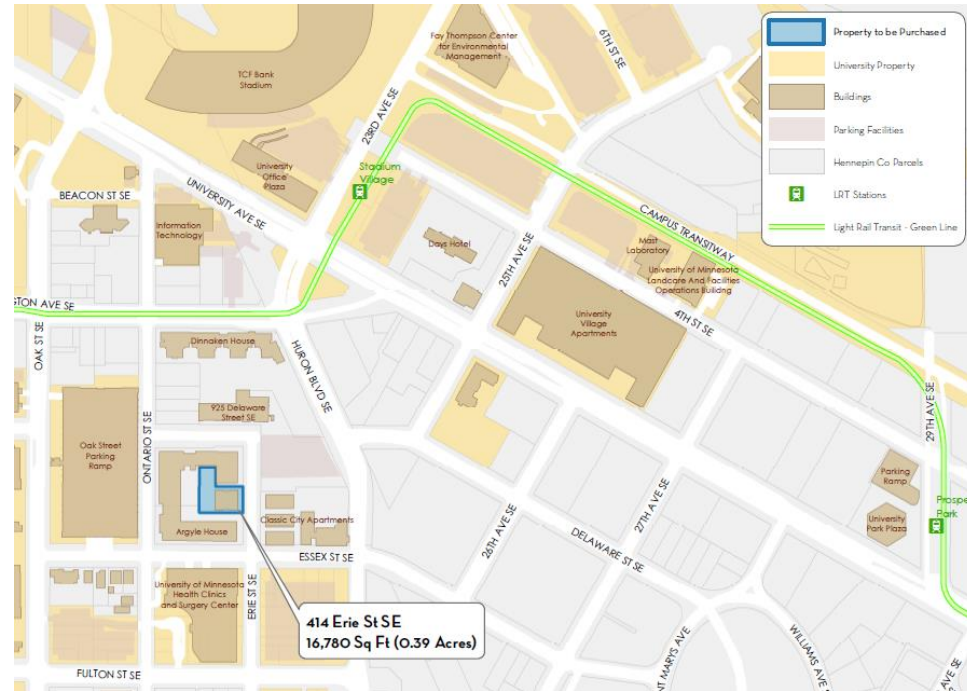 Fay Thompson Center
for Environmental
Management
6TH ST SE
TCF Bank
Stadium
23RD AVE SE
Property to be Purchased
University Property
Buildings
Parking Facilities
Hennepin Co Parcels
LRT Stations
Light Rail Transit - Green Line
University
Office
Plaza
Stadium
Village
BEACON ST SE
UNIVERSITY AVE SE
Information
Technology
Days Hotel
25TH AVE SE
CAMPUS TRANSITWAY
Mast
Laboratory
University of Minnesota
Landcare And Facilities
Operations Building
4TH ST SE
University
Village
Apartments
GTON AVE SE
OAK ST SE
Dinnaken House
HURON BLVD SE
925 Delaware
Street SE
ONTARIO ST SE
Oak Street
Parking
Ramp
29TH AVE SE
Parking
Ramp
Prospe
Park
University
Park Plaza
Argyle House
Classic City Apartments
ESSEX ST SE
26TH AVE SE
27TH AVE SE
DELAWARE ST SE
University of Minnesota
Health Clinics
and Surgery Center
ERIE ST SE
414 Erie St SE
16,780 Sq Ft (0.39 Acres)
NT MARYS AVE
WILLIAMS AVE
FULTON ST SE